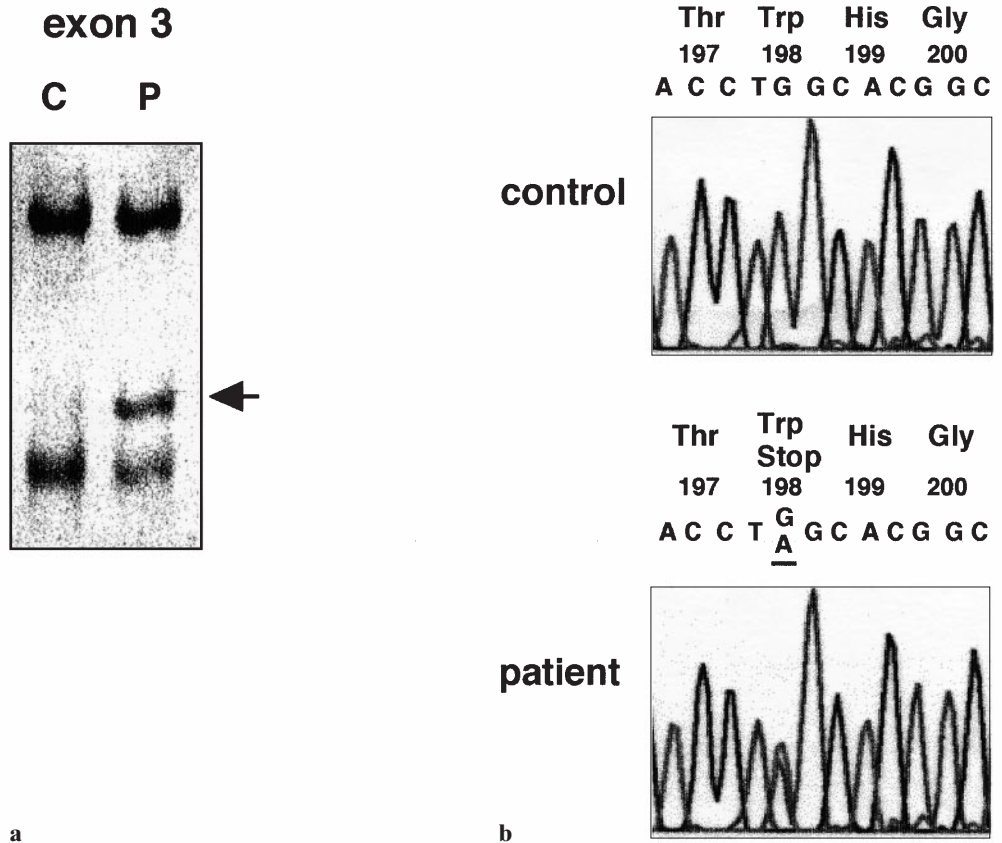 exon 3
C P
Thr Trp His Gly
197 198 199 200
A C C T G G C A C G G C
control
Thr Trp His Gly
Stop
197 198 199 200
G
A C C T G C A C G G C
A
patient
a b